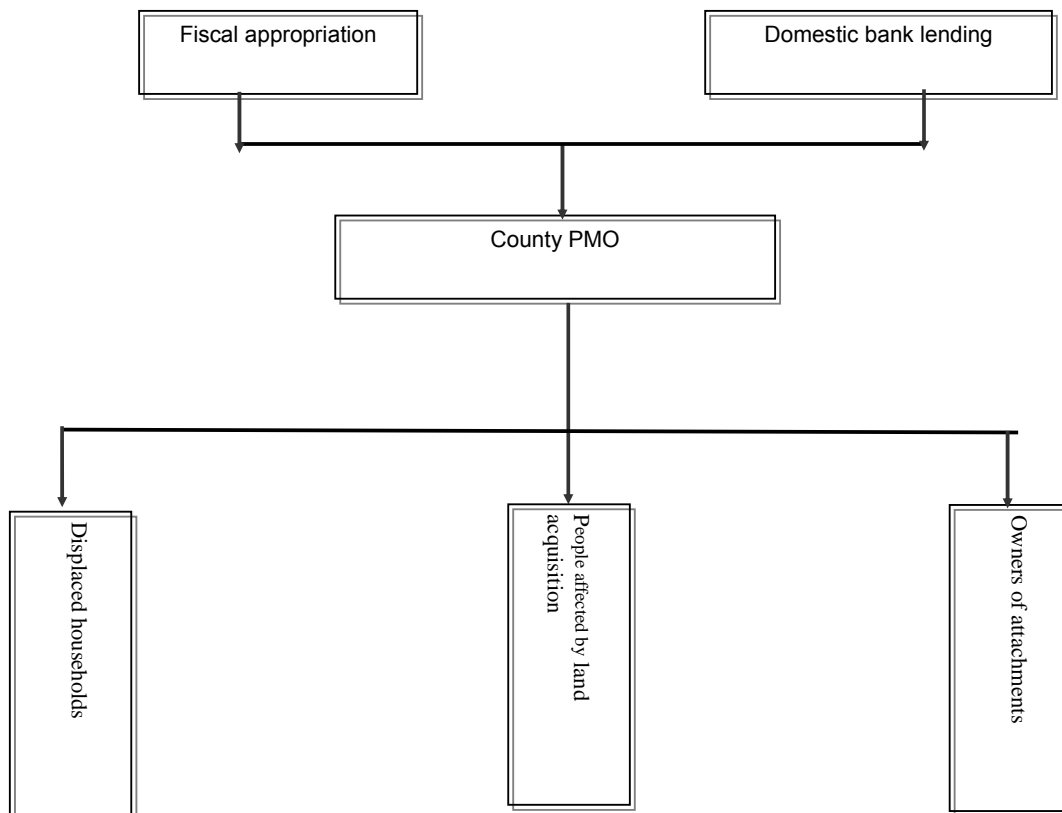 Fiscal appropriation
Domestic bank lending
County PMO
Displaced households
People affected by land
acquisition
Owners of attachments